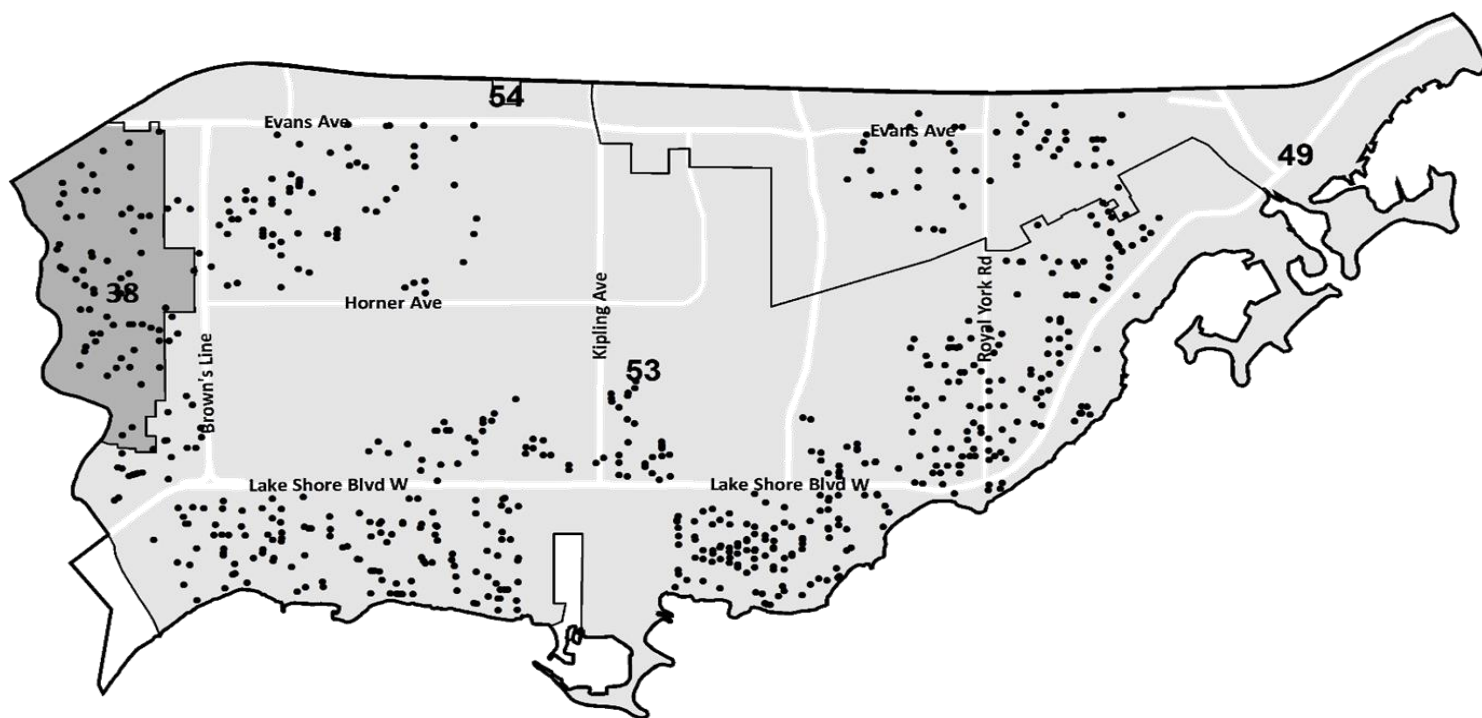 54
Evans Ave
Evans Ave
49
38
Horner Ave
Brown's Line
Kipling Ave
Royal York Rd
53
Lake Shore Blvd W
Lake Shore Blvd W